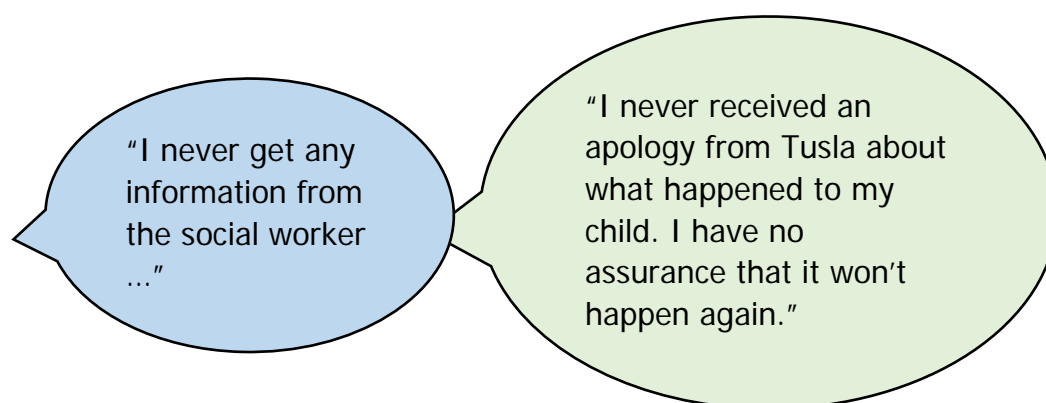 “I never get any
information from
the social worker
…”
“I never received an
apology from Tusla about
what happened to my
child. I have no
assurance that it won’t
happen again.”